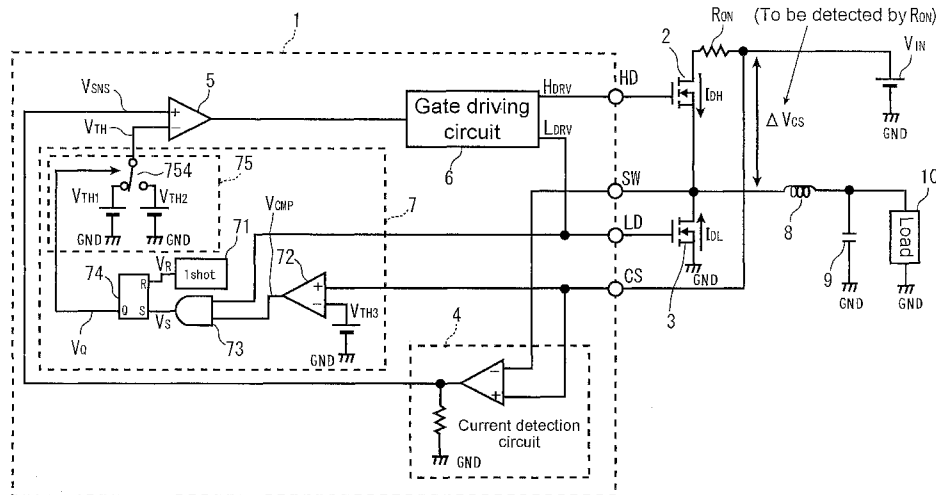 1
RON (To be detected by RON)
2
VIN
VSNS
5
HDRV
HD
IDH
GND
VTH
Gate driving
circuit
LDRV
ΔVCS
6
75
754
7
SW
10
VTH1
VTH2
VCMP
LD
IDL
8
Load
GND
GND
71
72
GND
9
VR
1shot
CS
3
GND
GND
74
R
Q
S
VS
73
VTH3
4
VQ
GND
Current detection
circuit
GND